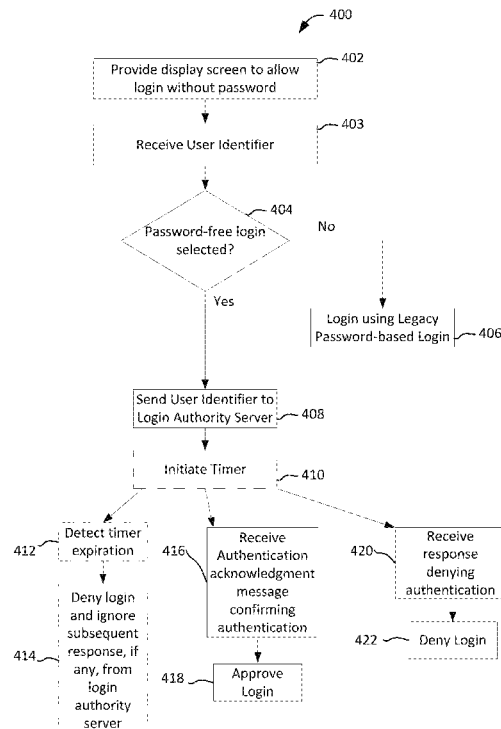 400
402
Provide display screen to allow
login without password
403
Receive User Identifier
404
Password-free login
selected?
No
Yes
Login using Legacy
Password-based Login
406
Send User Identifier to
Login Authority Server
408
Initiate Timer
410
412
Detect timer
expiration
416
Receive
Authentication
acknowledgment
message
confirming
authentication
420
Receive
response
denying
authentication
414
Deny login
and ignore
subsequent
response, if
any, from
login
authority
server
418
Approve
Login
422
Deny Login